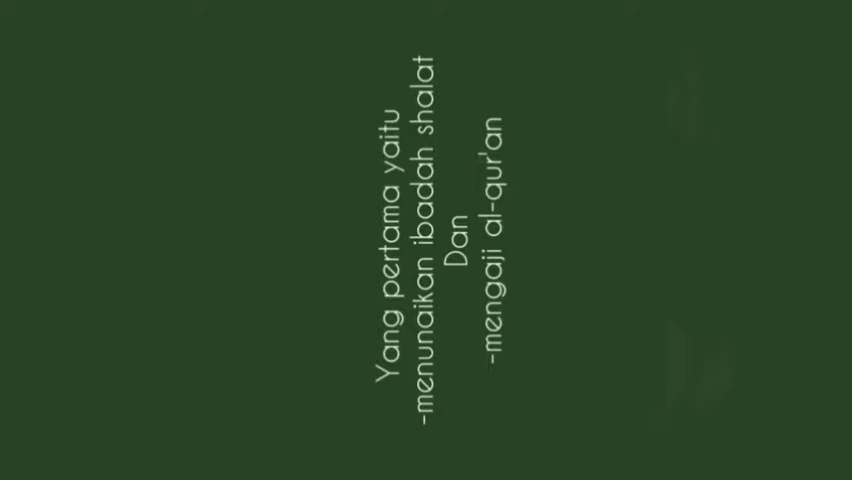 Yang pertama yaitu
-menunaikan ibadah shalat
Dan
-mengaji al-qur'an